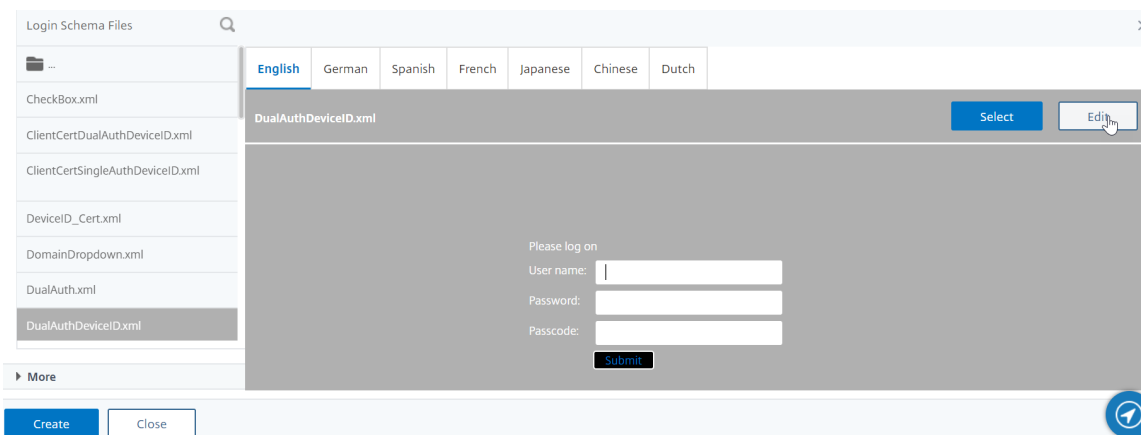 Login Schema Files
...
CheckBox.xml
ClientCertDualAuthDeviceID.xml
ClientCertSingleAuthDeviceID.xml
DeviceID_Cert.xml
DomainDropdown.xml
DualAuth.xml
DualAuthDeviceID.xml
More
English German Spanish French Japanese Chinese Dutch
DualAuthDeviceID.xml Select Edit
Please log on
User name:
Password:
Passcode:
Submit
Create Close